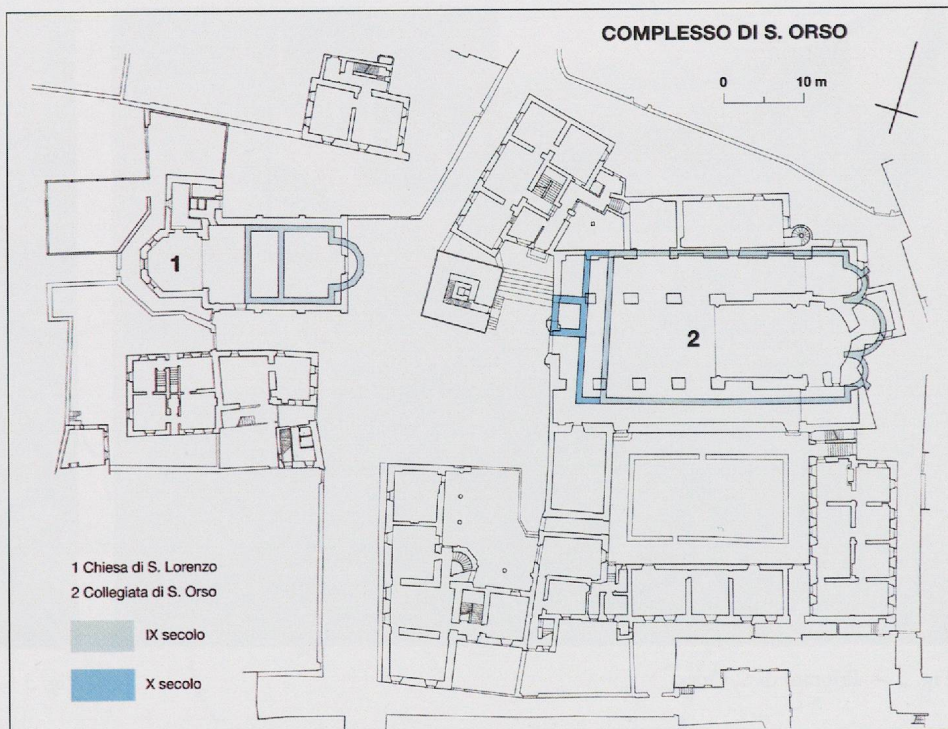 COMPLESSO DI S. ORSO
0 10 m
1
2
1 Chiesa di S. Lorenzo
2 Collegiata di S. Orso
IX secolo
X secolo